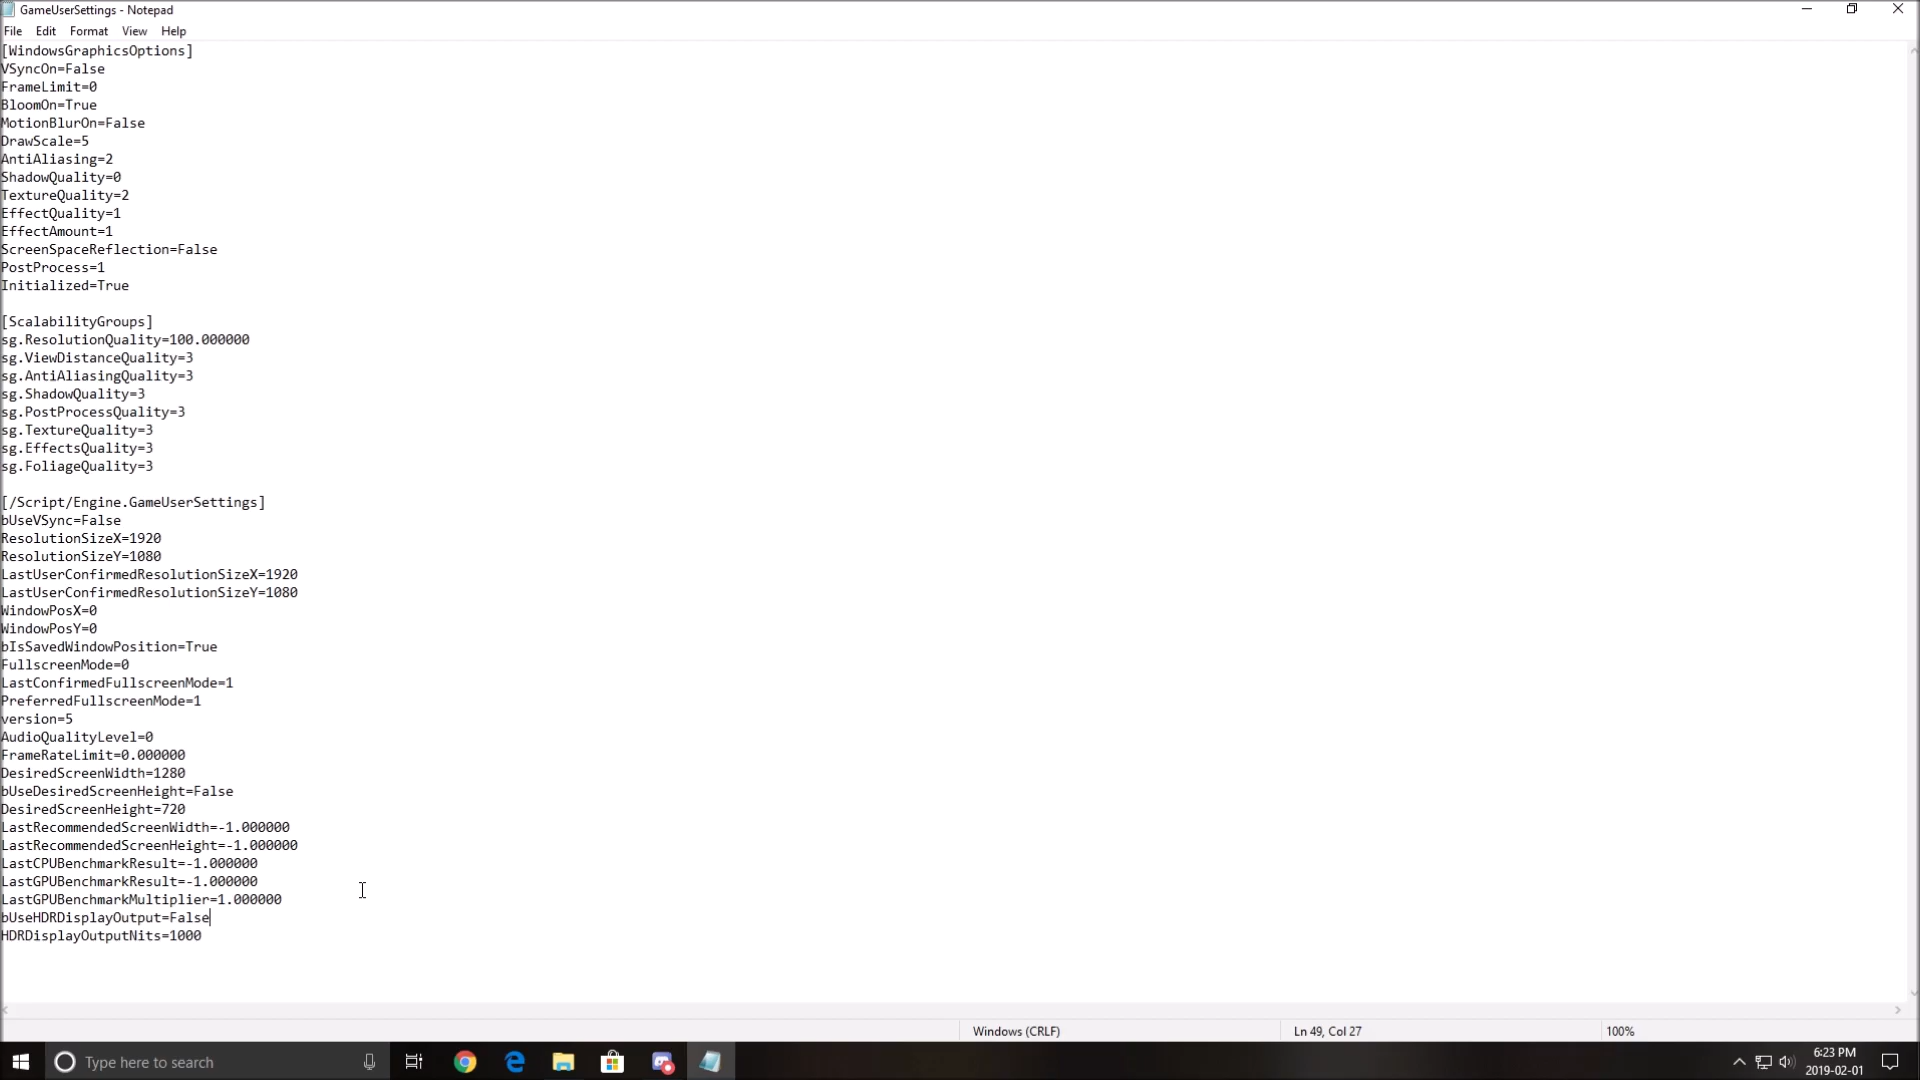 GameUserSettings - Notepad
File Edit Format View Help
[WindowsGraphicsOptions]
VSyncOn=False
FrameLimit=0
BloomOn=True
MotionBlurOn=False
DrawScale=5
AntiAliasing=2
ShadowQuality=0
TextureQuality=2
EffectQuality=1
EffectAmount=1
ScreenSpaceReflection=False
PostProcess=1
Initialized=True

[ScalabilityGroups]
sg.ResolutionQuality=100.000000
sg.ViewDistanceQuality=3
sg.AntiAliasingQuality=3
sg.ShadowQuality=3
sg.PostProcessQuality=3
sg.TextureQuality=3
sg.EffectsQuality=3
sg.FoliageQuality=3

[/Script/Engine.GameUserSettings]
bUseVSync=False
ResolutionSizeX=1920
ResolutionSizeY=1080
LastUserConfirmedResolutionSizeX=1920
LastUserConfirmedResolutionSizeY=1080
WindowPosX=0
WindowPosY=0
bIsSavedWindowPosition=True
FullscreenMode=0
LastConfirmedFullscreenMode=1
PreferredFullscreenMode=1
version=5
AudioQualityLevel=0
FrameRateLimit=0.000000
DesiredScreenWidth=1280
bUseDesiredScreenHeight=False
DesiredScreenHeight=720
LastRecommendedScreenWidth=-1.000000
LastRecommendedScreenHeight=-1.000000
LastCPUBenchmarkResult=-1.000000
LastGPUBenchmarkResult=-1.000000
LastGPUBenchmarkMultiplier=1.000000
bUseHDRDisplayOutput=False
HDRDisplayOutputNits=1000
Windows (CRLF) Ln 49, Col 27 100%
Type here to search
6:23 PM
2019-02-01